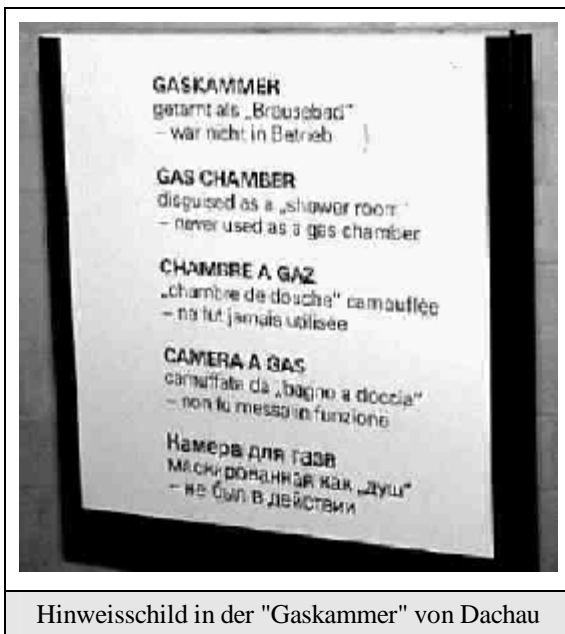 GASKAMMER
getarnt als „Brausebad"
– war nicht in Betrieb
GAS CHAMBER
disguised as a „shower room"
– never used as a gas chamber
CHAMBRE A GAZ
„chambre de douche" camouflée
– ne fut jamais utilisée
CAMERA A GAS
camuffata da „bagno a doccia"
– non fu messa in funzione
Камера для газа
маскированная как „душ"
– не был в действии
Hinweisschild in der "Gaskammer" von Dachau